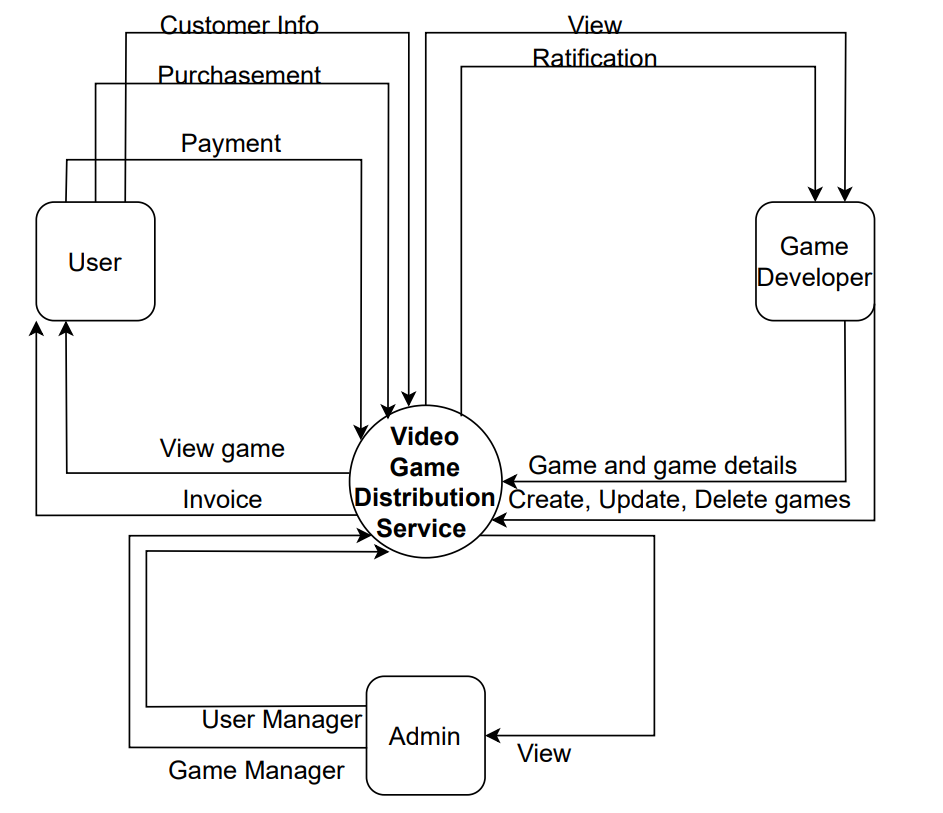 Customer Info
View
Ratification
Purchasement
Payment
User
Game
Developer
Video
Game
Distribution
Service
View game
Invoice
Game and game details
Create, Update, Delete games
User Manager
Admin
View
Game Manager